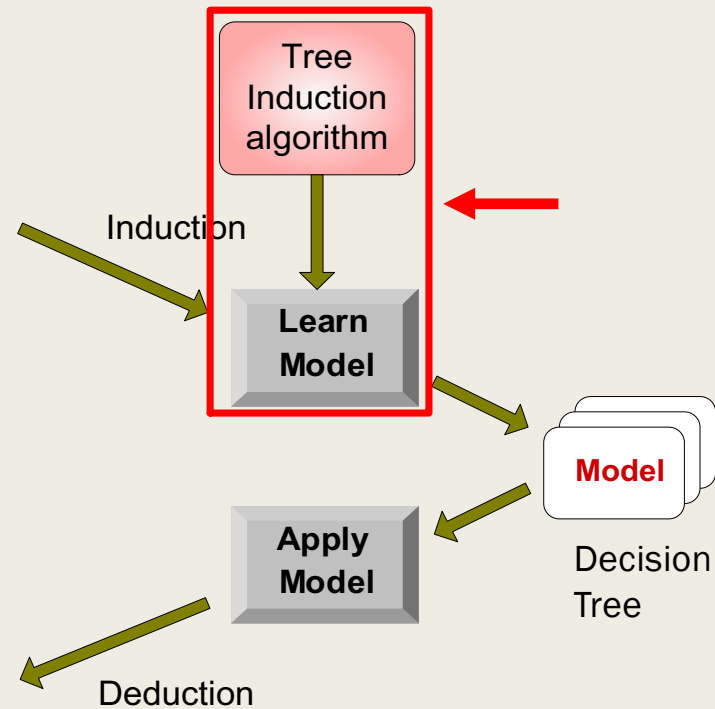 Tree
Induction
algorithm
Induction
Learn
Model
Model
Decision
Tree
Apply
Model
Deduction